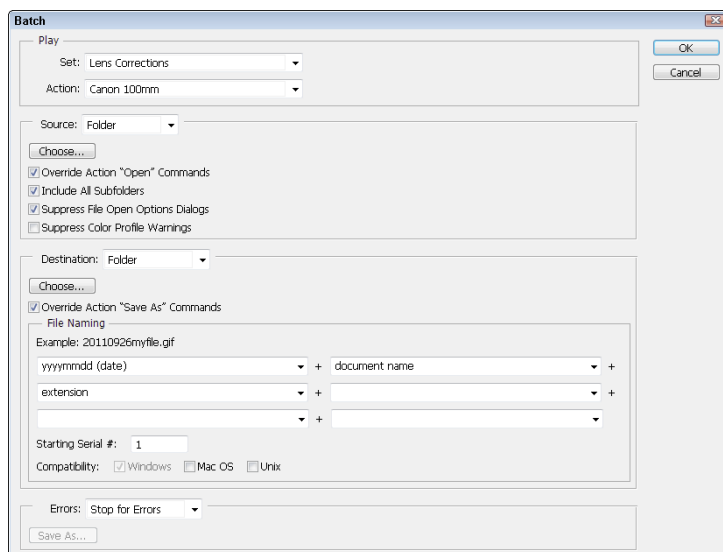 Batch
Play
Set: Lens Corrections
Action: Canon 100mm
OK
Cancel
Source: Folder
Choose...
Override Action "Open" Commands
Include All Subfolders
Suppress File Open Options Dialogs
Suppress Color Profile Warnings
Destination: Folder
Choose...
Override Action "Save As" Commands
File Naming
Example: 20110926myfile.gif
yyyymmdd (date) + document name +
extension + +
+
Starting Serial #: 1
Compatibility: Windows Mac OS Unix
Errors: Stop for Errors
Save As...